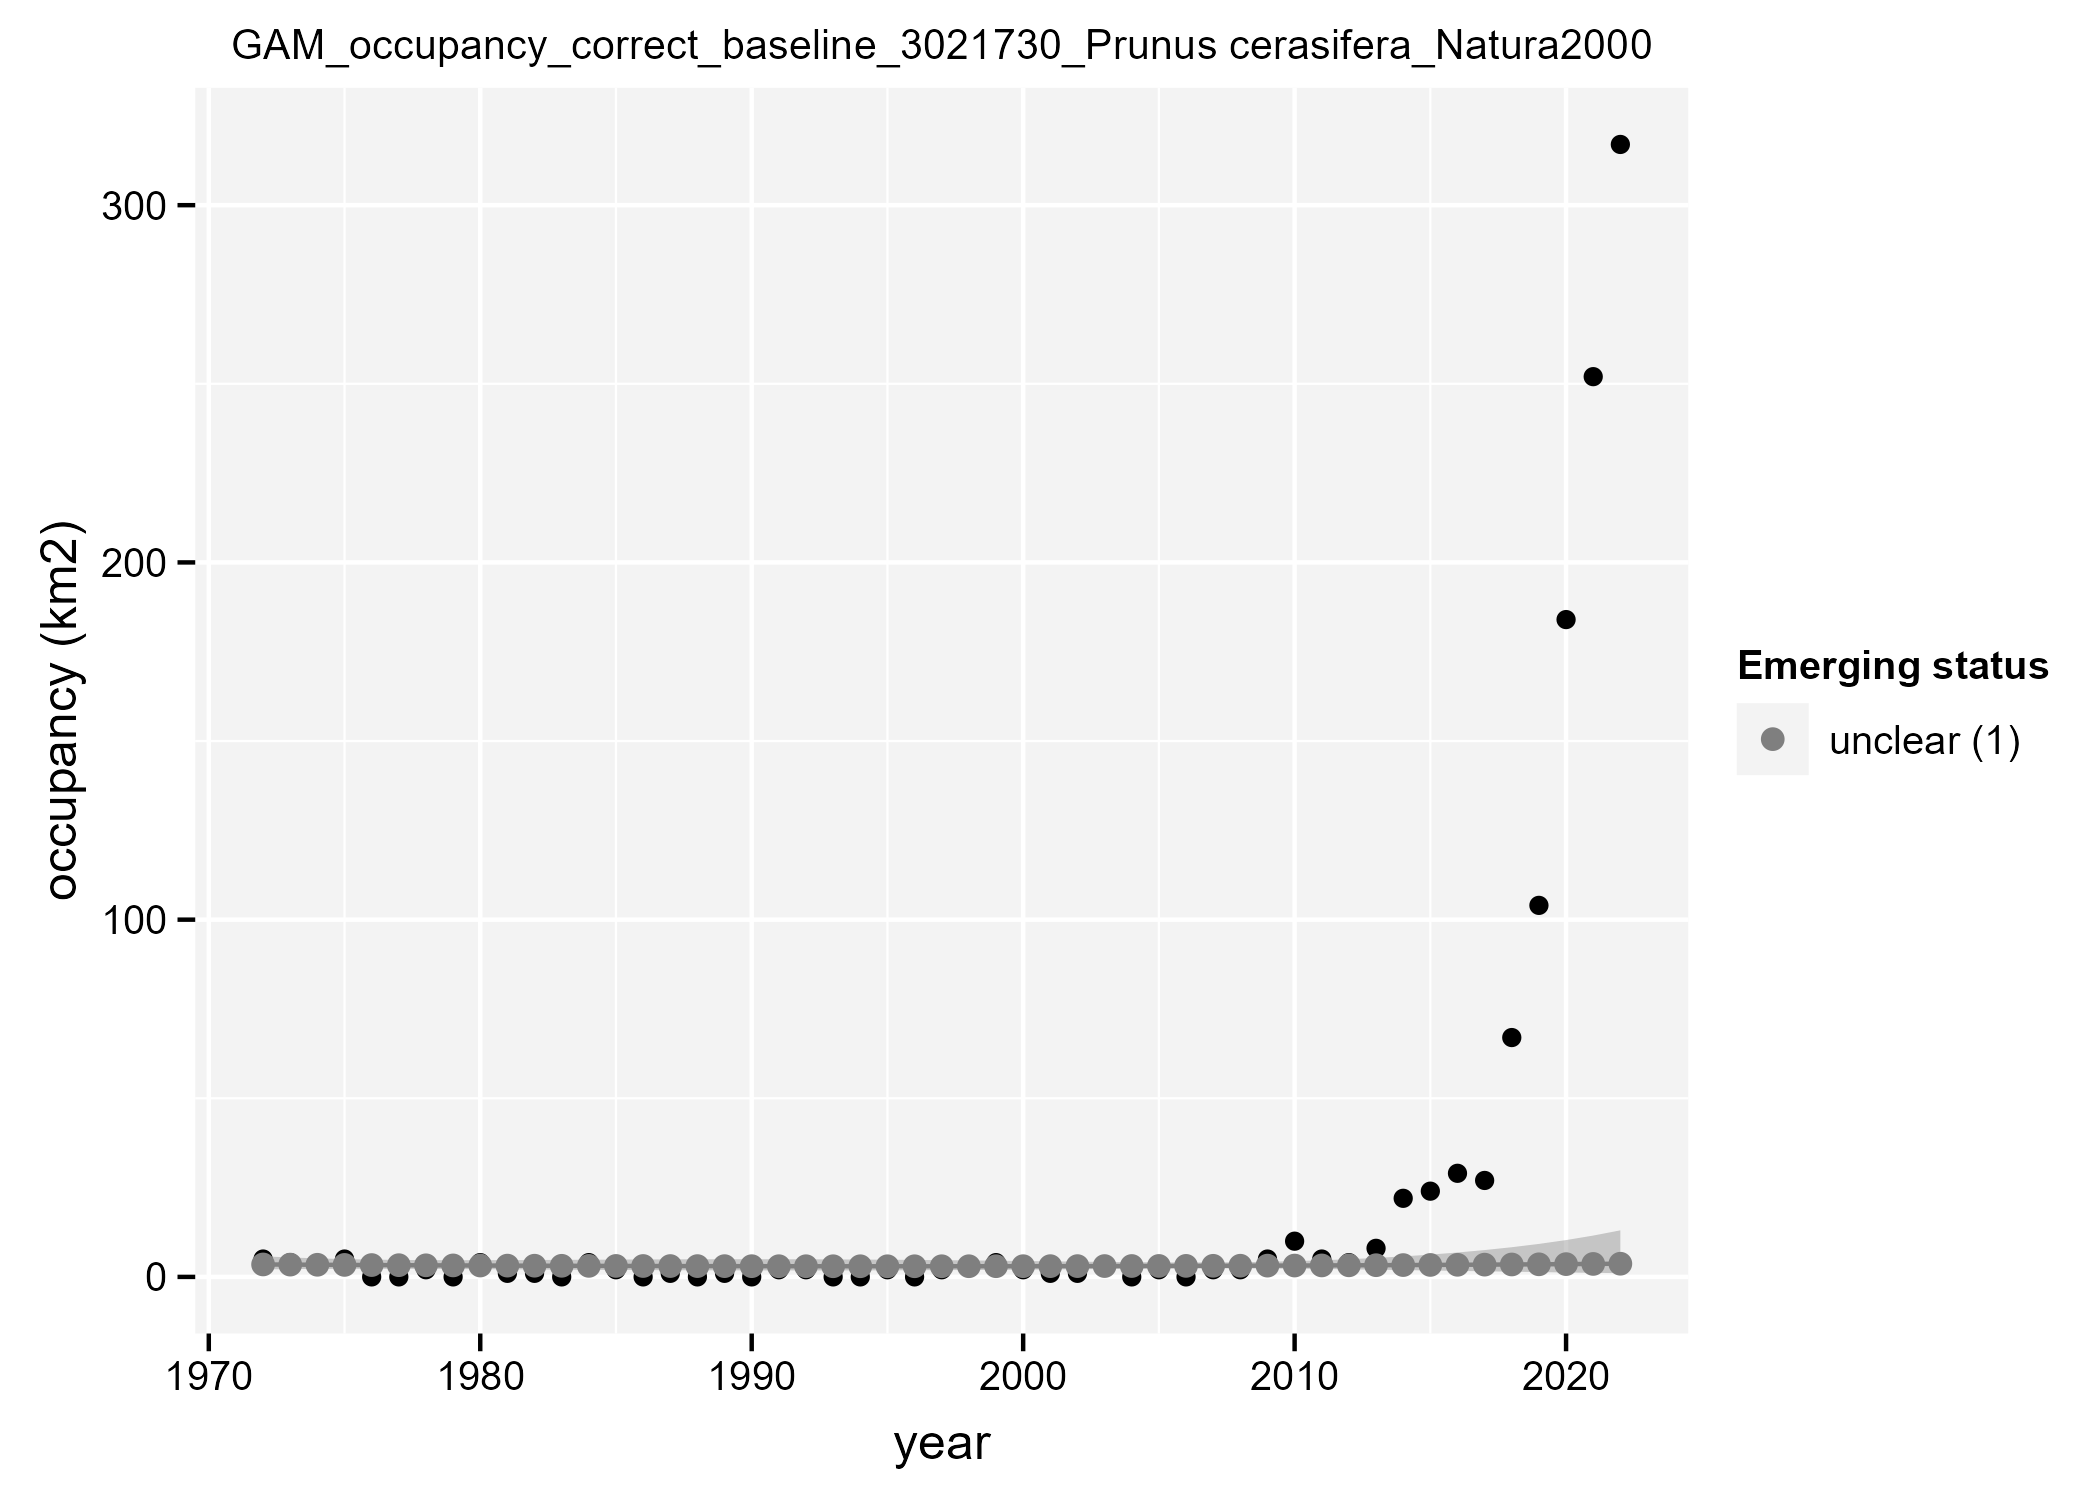 GAM_occupancy_correct_baseline_3021730_Prunus cerasifera_Natura2000
occupancy (km2)
300
200
100
0
1970
1980
1990
2000
2010
2020
year
Emerging status
unclear (1)